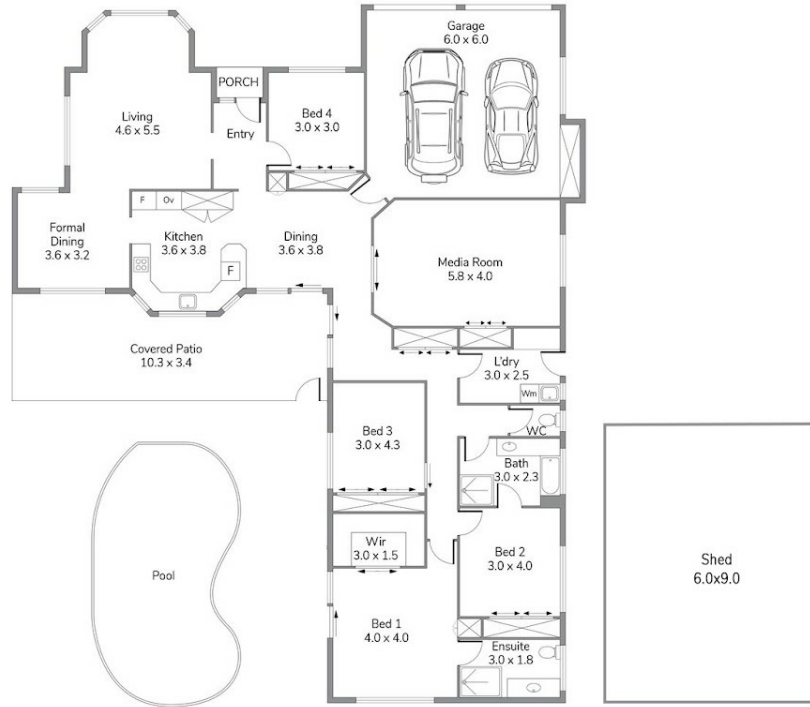 Garage
6.0 x 6.0
PORCH
Living
4.6 x 5.5
Entry
Bed 4
3.0 x 3.0
F
Ov
Formal
Dining
3.6 x 3.2
Kitchen
3.6 x 3.8
F
Dining
3.6 x 3.8
Media Room
5.8 x 4.0
Covered Patio
10.3 x 3.4
L'dry
3.0 x 2.5
Wm
WC
Bed 3
3.0 x 4.3
Bath
3.0 x 2.3
Wir
3.0 x 1.5
Bed 2
3.0 x 4.0
Pool
Shed
6.0x9.0
Bed 1
4.0 x 4.0
Ensuite
3.0 x 1.8